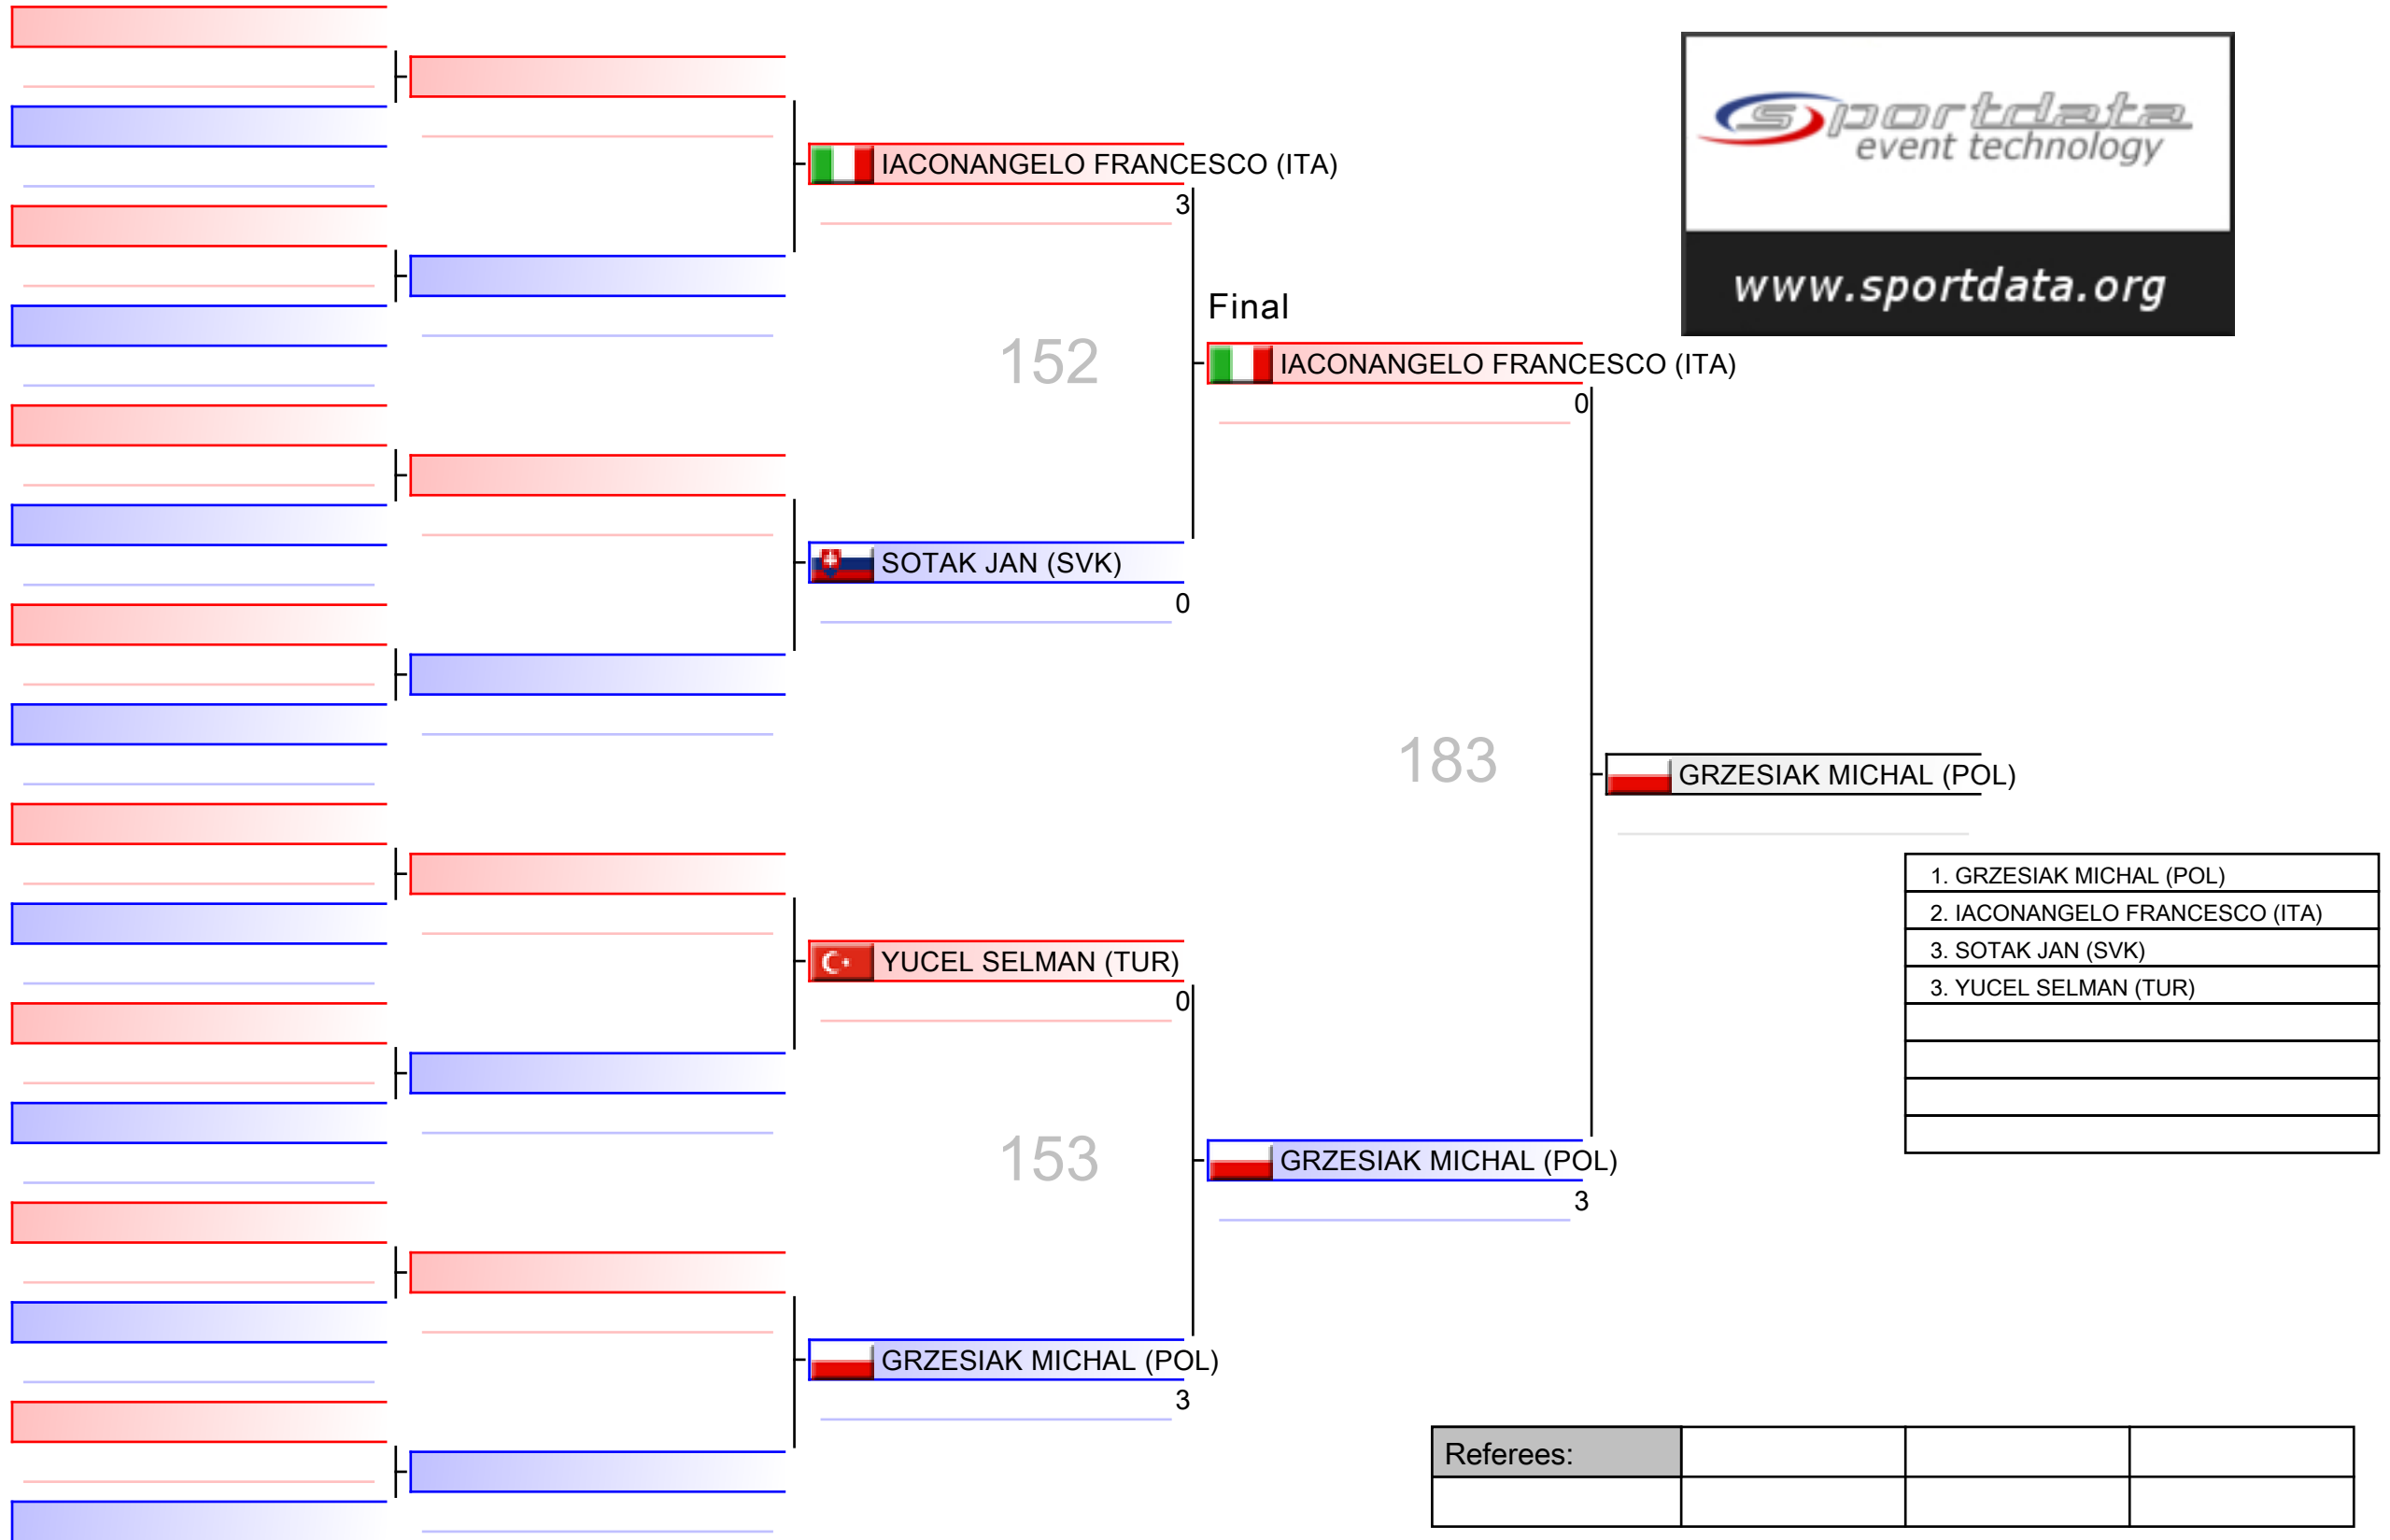 sportdata
event technology
www.sportdata.org
IACONANGELO FRANCESCO (ITA)
3
152
SOTAK JAN (SVK)
0
Final
IACONANGELO FRANCESCO (ITA)
0
183
GRZESIAK MICHAL (POL)
YUCEL SELMAN (TUR)
0
153
GRZESIAK MICHAL (POL)
3
GRZESIAK MICHAL (POL)
3
1. GRZESIAK MICHAL (POL)
2. IACONANGELO FRANCESCO (ITA)
3. SOTAK JAN (SVK)
3. YUCEL SELMAN (TUR)
Referees: